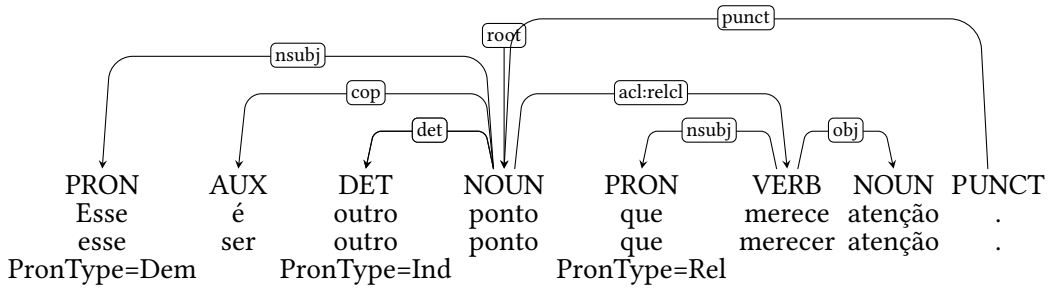 punct
root
nsubj
cop acl:relcl
det nsubj obj
PRON AUX DET NOUN PRON VERB NOUN PUNCT
Esse é outro ponto que merece atenção .
esse ser outro ponto que merecer atenção .
PronType=Dem PronType=Ind PronType=Rel